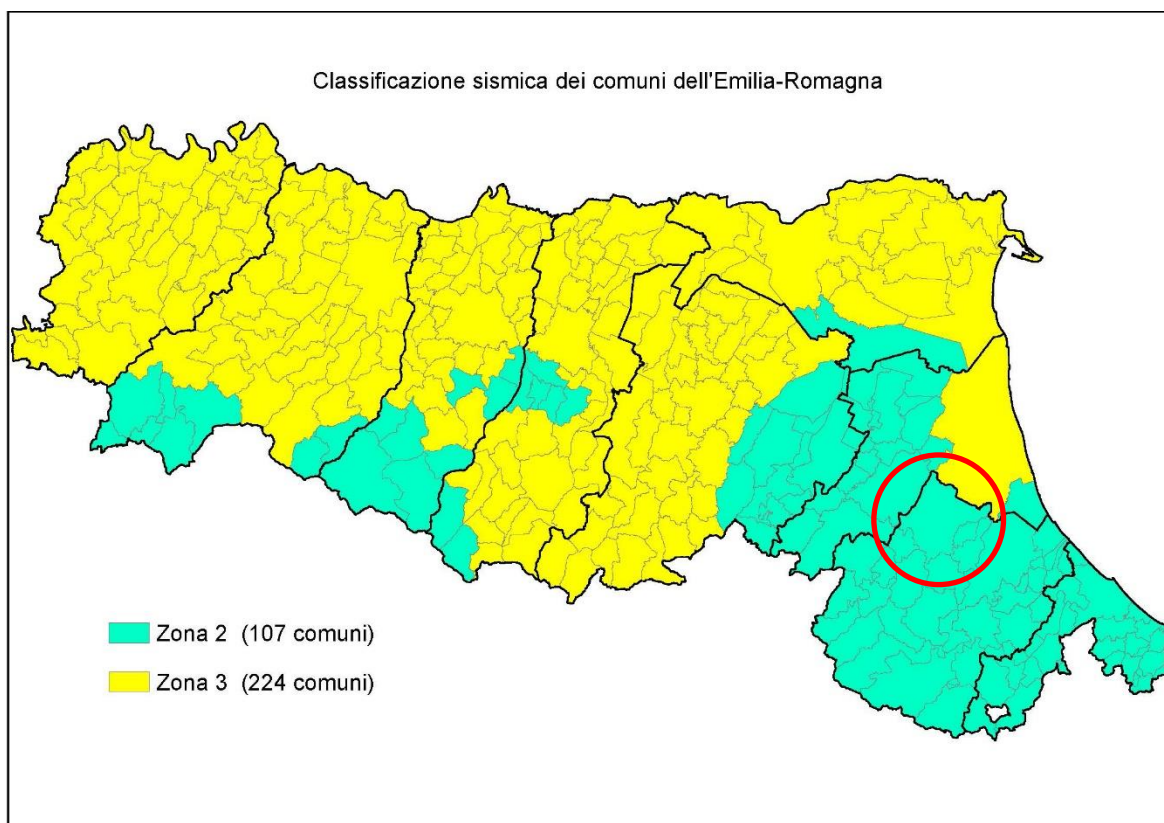 Classificazione sismica dei comuni dell'Emilia-Romagna
Zona 2 (107 comuni)
Zona 3 (224 comuni)